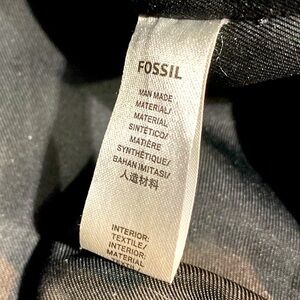 FOSSIL
MAN MADE
MATERIAL/
MATERIAL
SINTÉTICO/
MATIÈRE
SYNTHÉTIQUE/
BAHAN IMITASI/
人造材料
INTERIOR:
TEXTILE/
INTERIOR:
MATERIAL